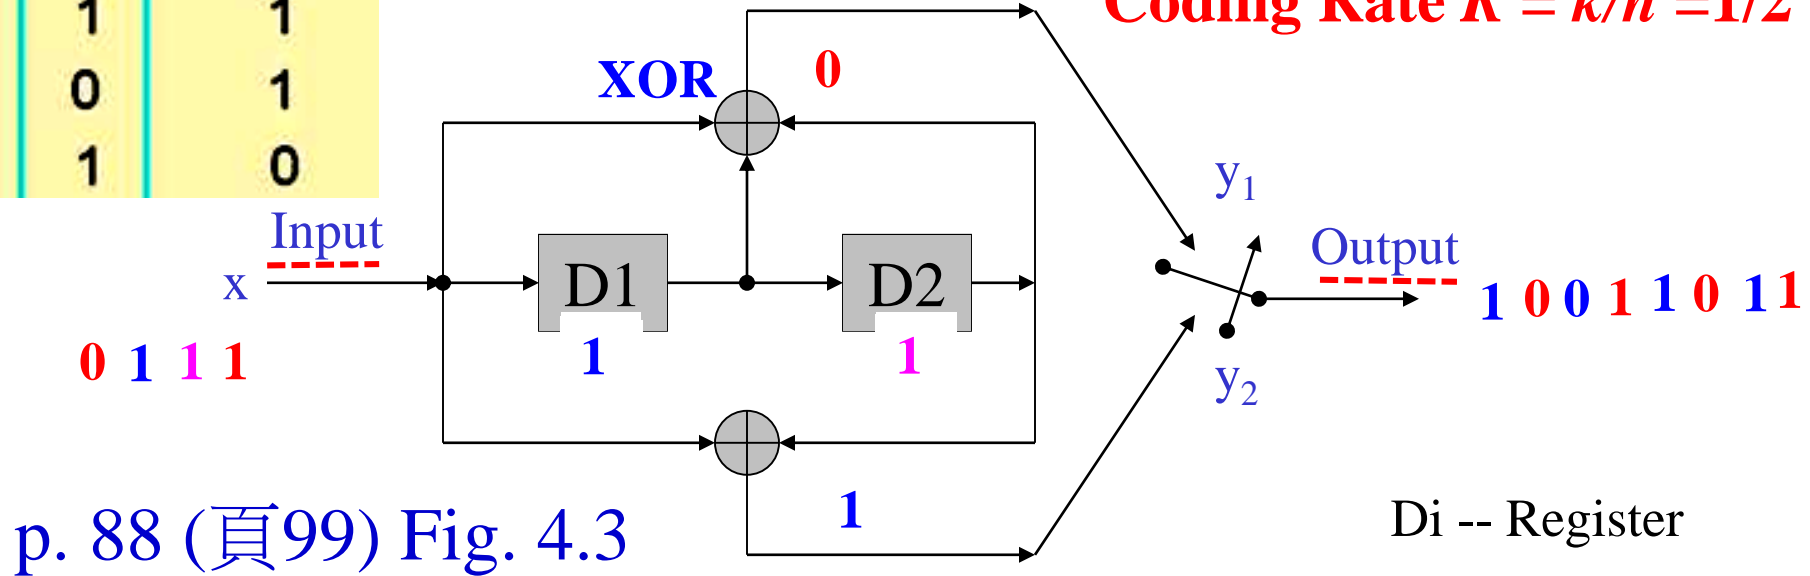 1 1
0 1
1 0
Coding Rate R = k/n =1/2
XOR
0
y1
Input
Output
x
D1
D2
1 0 0 1 1 0 1 1
0 1 1 1
1
1
y2
1
p. 88 (頁99) Fig. 4.3
Di -- Register